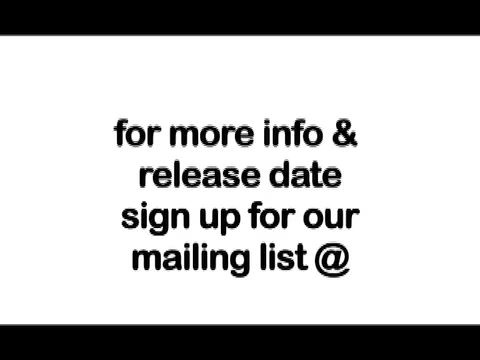 for more info &
release date
sign up for our
mailing list @